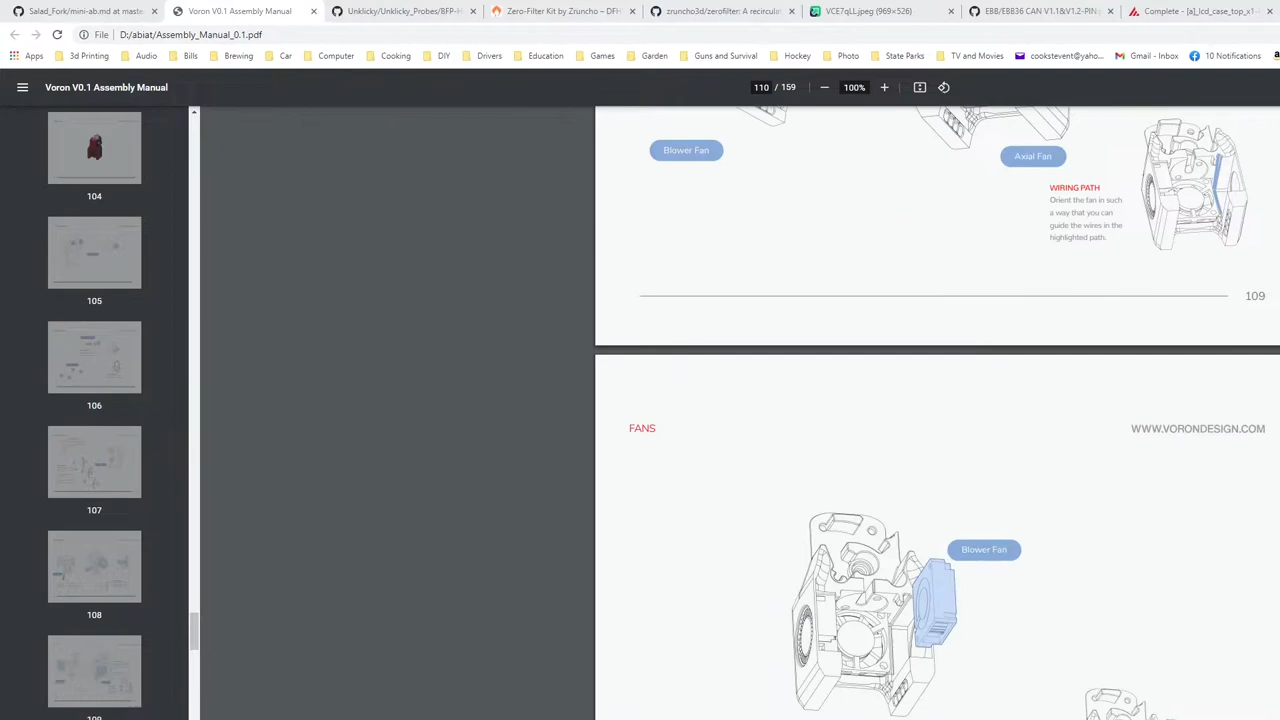 Salad_Fork/mini-ab.md at master
Voron V0.1 Assembly Manual
Unklicky/Unklicky_Probes/BFP-H
Zero-Filter Kit by Zruncho – DFH
zruncho3d/zerofilter: A recirculat
VCE7qLLj.jpeg (969×526)
EBB/EBB36 CAN V1.1&V1.2-PIN.p
Complete - [a]_lcd_case_top_x1-
File
D:/abiat/Assembly_Manual_0.1.pdf
Apps
3d Printing
Audio
Bills
Brewing
Car
Computer
Cooking
DIY
Drivers
Education
Games
Garden
Guns and Survival
Hockey
Photo
State Parks
TV and Movies
cookstevent@yaho...
Gmail - Inbox
10 Notifications
Voron V0.1 Assembly Manual
110 / 159
100%
104
105
106
107
108
109
Blower Fan
Axial Fan
WIRING PATH
Orient the fan in such
a way that you can
guide the wires in the
highlighted path.
109
FANS
WWW.VORONDESIGN.COM
Blower Fan